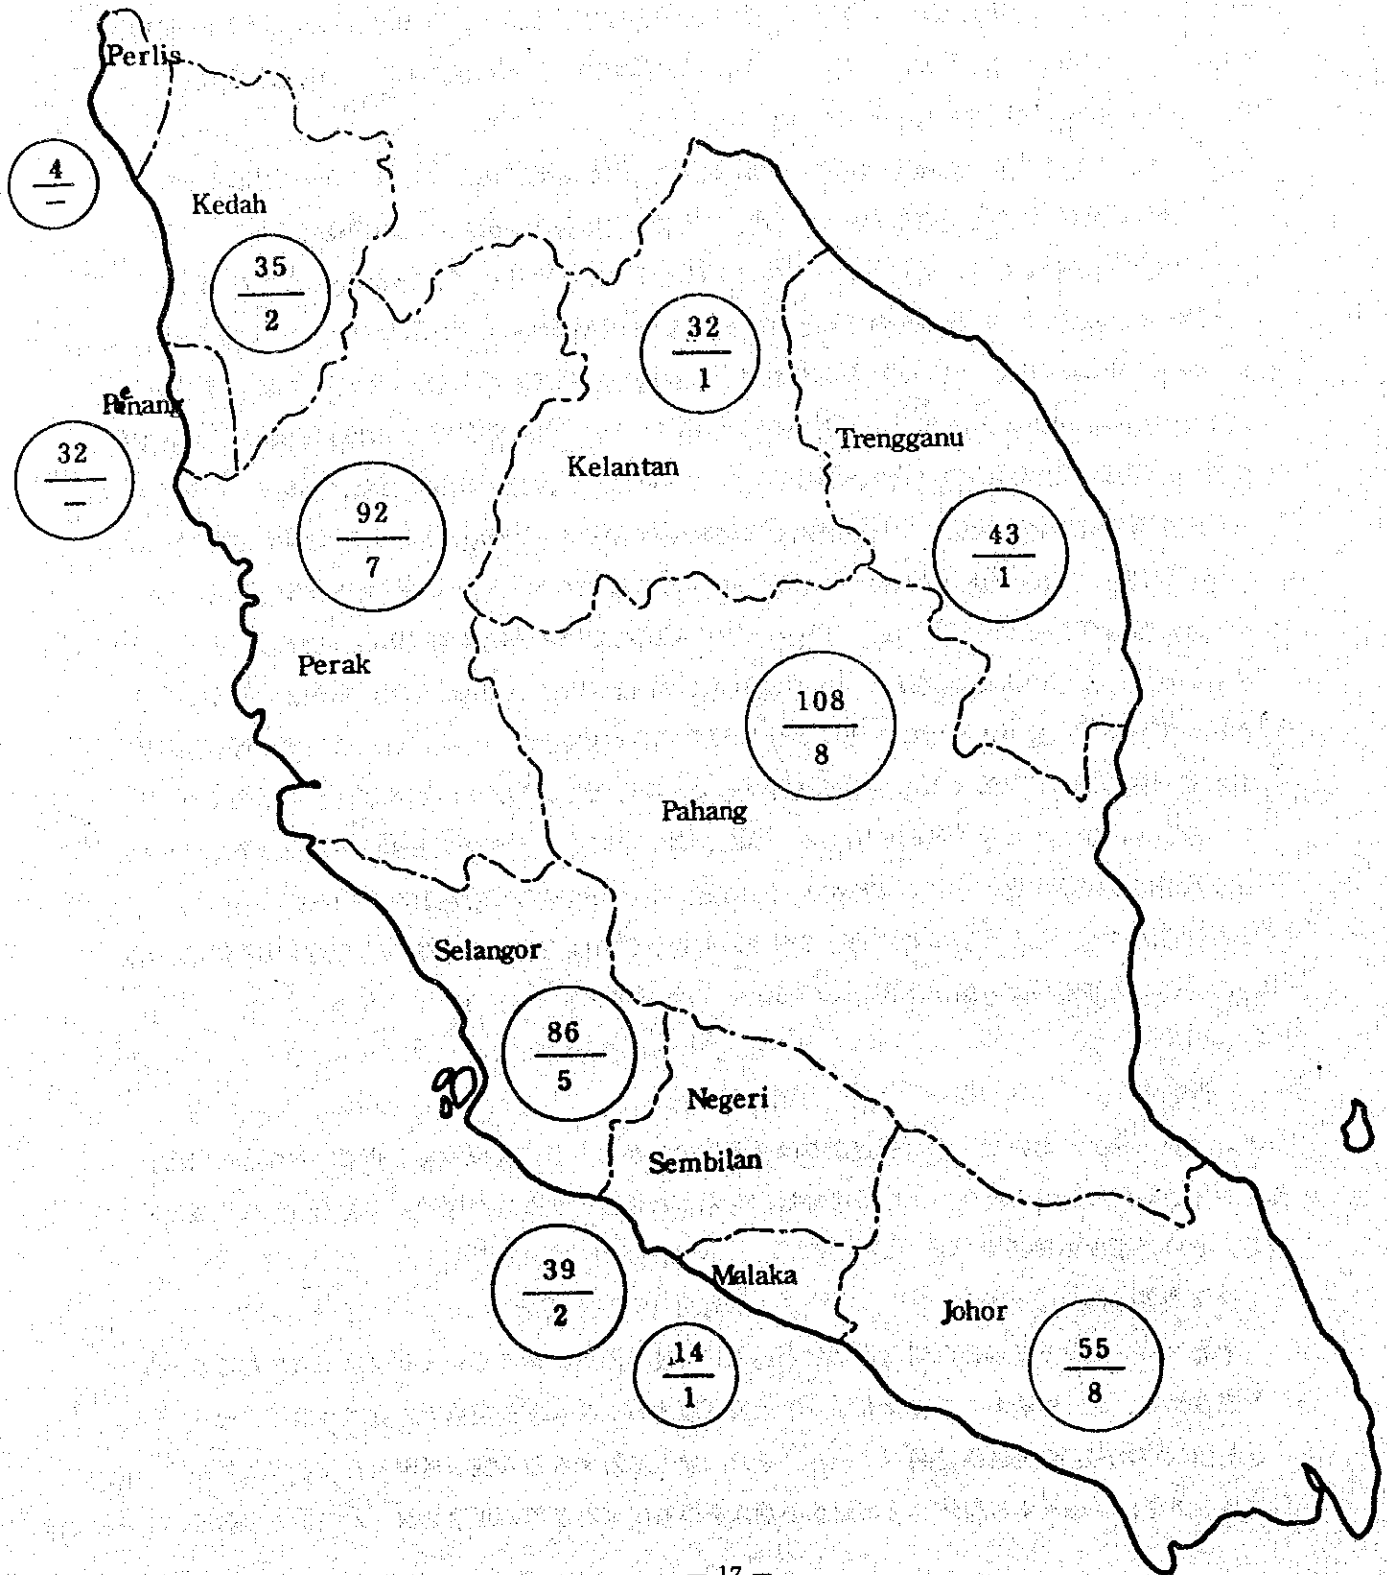 Perlis
4
–
Kedah
35
2
32
1
Penang
Trengganu
32
–
Kelantan
92
7
43
1
Perak
108
8
Pahang
Selangor
86
5
Negeri
Sembilan
39
2
Malaka
Johor
14
1
55
8
— 17 —